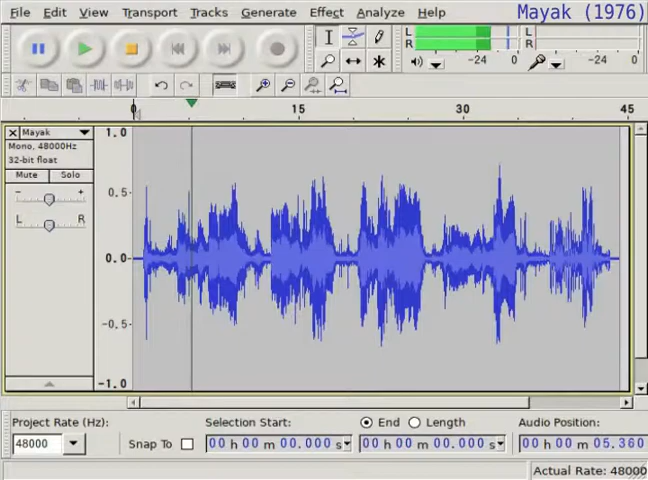 File Edit View Transport Tracks Generate Effect Analyze Help
Mayak (1976)
L
R
-24 0
L
R
-24 0
0 15 30 45
Mayak
Mono, 48000Hz
32-bit float
Mute Solo
- +
L R
1.0
0.5
0.0
-0.5
-1.0
Project Rate (Hz): Selection Start: End Length Audio Position:
48000 Snap To 00 h 00 m 00.000 s 00 h 00 m 00.000 s 00 h 00 m 05.360
Actual Rate: 48000